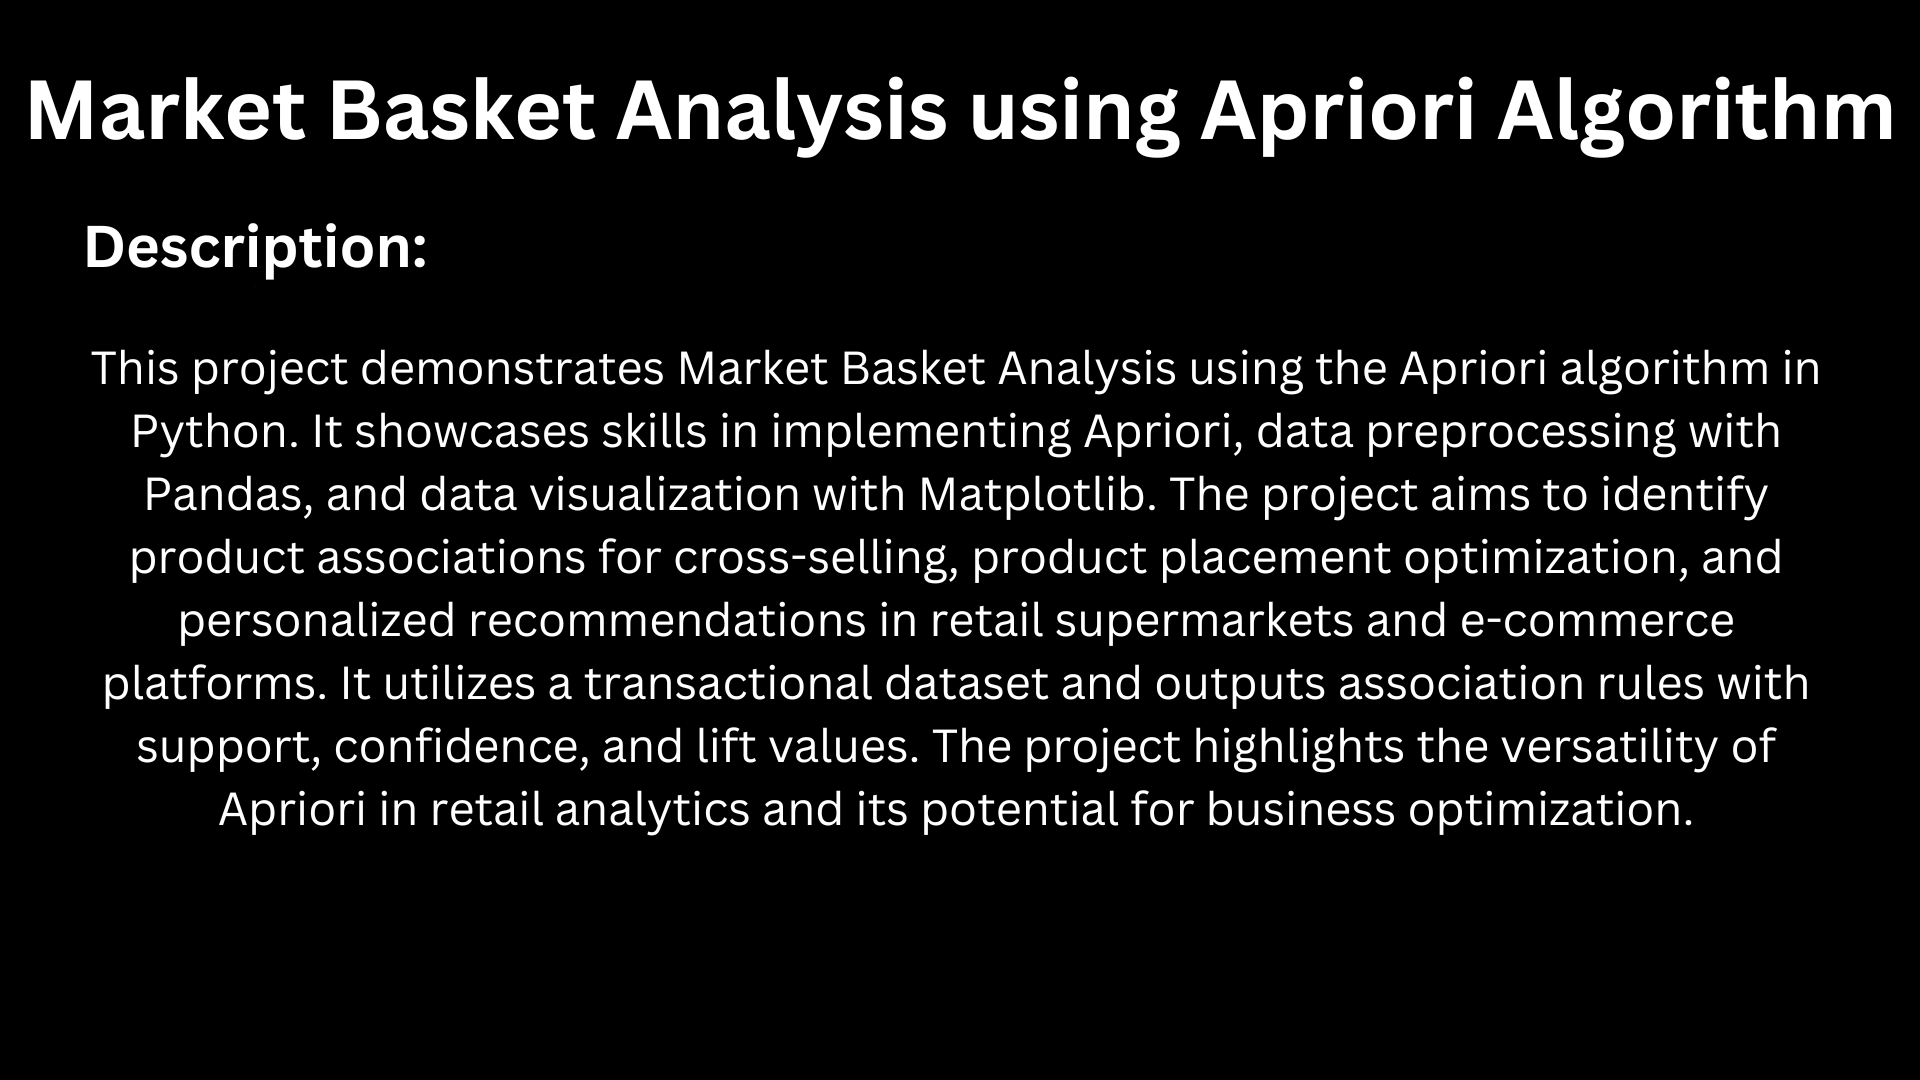 Market Basket Analysis using Apriori Algorithm
Description:
This project demonstrates Market Basket Analysis using the Apriori algorithm in
Python. It showcases skills in implementing Apriori, data preprocessing with
Pandas, and data visualization with Matplotlib. The project aims to identify
product associations for cross-selling, product placement optimization, and
personalized recommendations in retail supermarkets and e-commerce
platforms. It utilizes a transactional dataset and outputs association rules with
support, confidence, and lift values. The project highlights the versatility of
Apriori in retail analytics and its potential for business optimization.